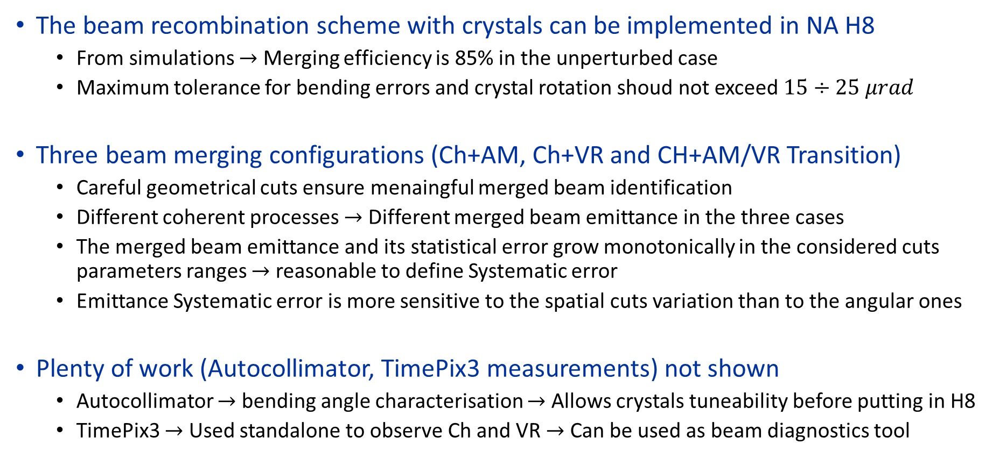 • The beam recombination scheme with crystals can be implemented in NA H8
• From simulations → Merging efficiency is 85% in the unperturbed case
• Maximum tolerance for bending errors and crystal rotation shoud not exceed 15 ÷ 25 μrad
• Three beam merging configurations (Ch+AM, Ch+VR and CH+AM/VR Transition)
• Careful geometrical cuts ensure menaingful merged beam identification
• Different coherent processes → Different merged beam emittance in the three cases
• The merged beam emittance and its statistical error grow monotonically in the considered cuts
parameters ranges → reasonable to define Systematic error
• Emittance Systematic error is more sensitive to the spatial cuts variation than to the angular ones
• Plenty of work (Autocollimator, TimePix3 measurements) not shown
• Autocollimator → bending angle characterisation → Allows crystals tuneability before putting in H8
• TimePix3 → Used standalone to observe Ch and VR → Can be used as beam diagnostics tool